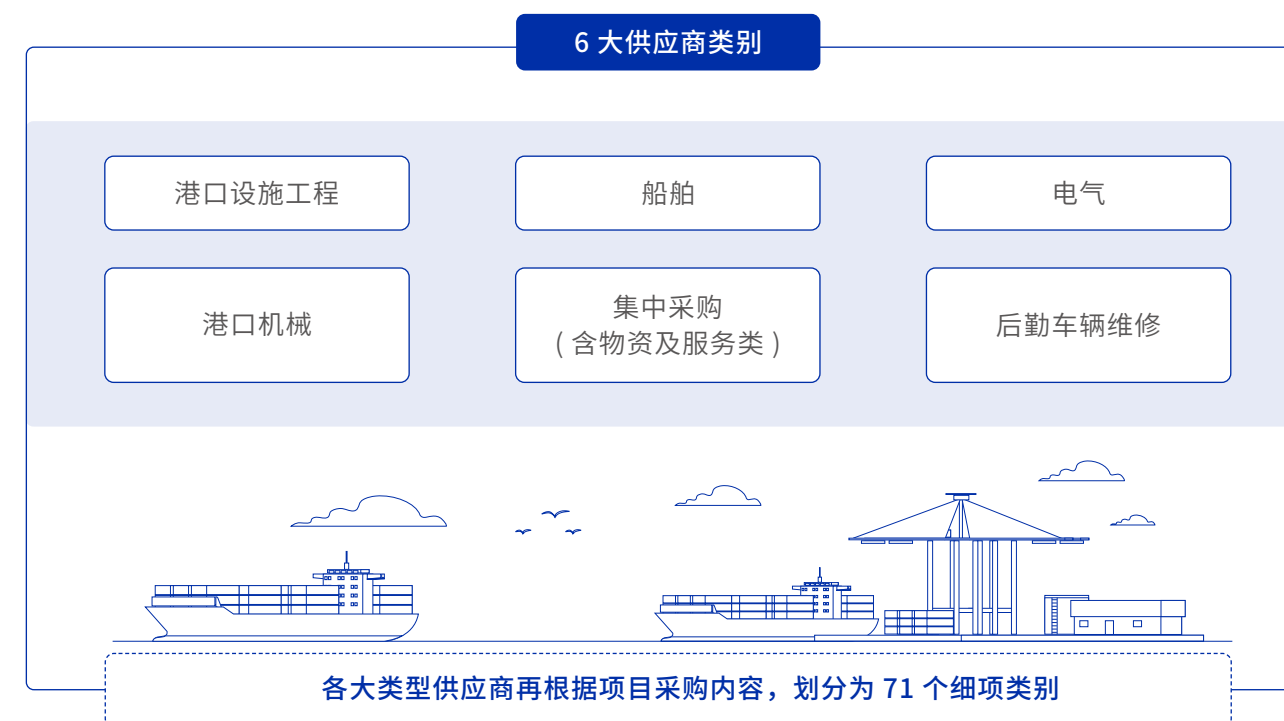 6 大供应商类别
港口设施工程
船舶
电气
港口机械
集中采购
( 含物资及服务类 )
后勤车辆维修
各大类型供应商再根据项目采购内容，划分为 71 个细项类别